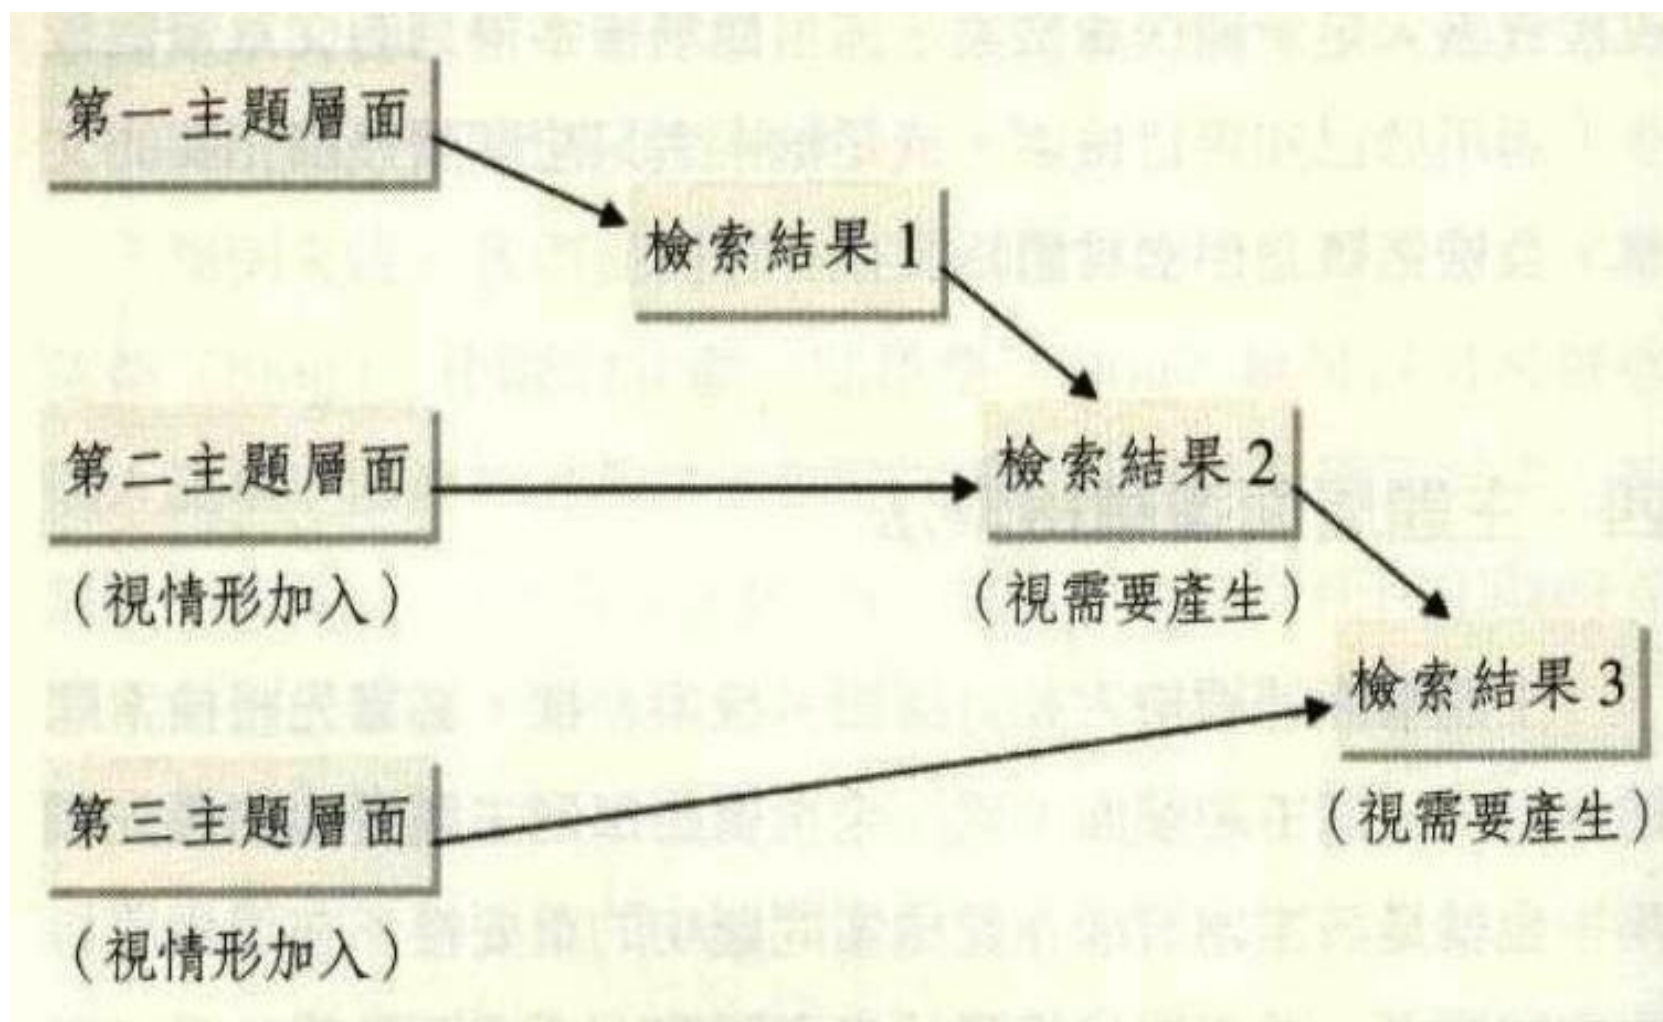 第一主題層面
檢索結果1
第二主題層面
檢索結果2
(視情形加入)
(視需要產生)
檢索結果3
第三主題層面
(視需要產生)
(視情形加入)